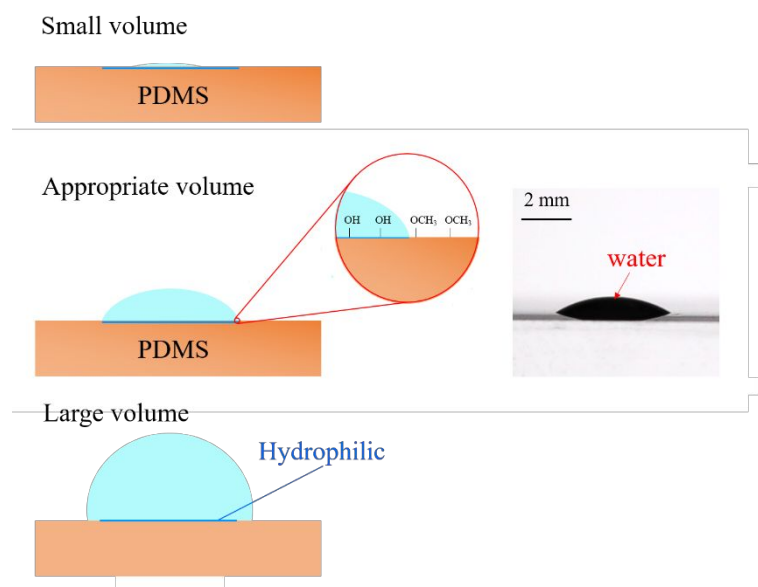 Small volume
PDMS
Appropriate volume
OH OH OCH₃ OCH₃
2 mm
water
PDMS
Large volume
Hydrophilic